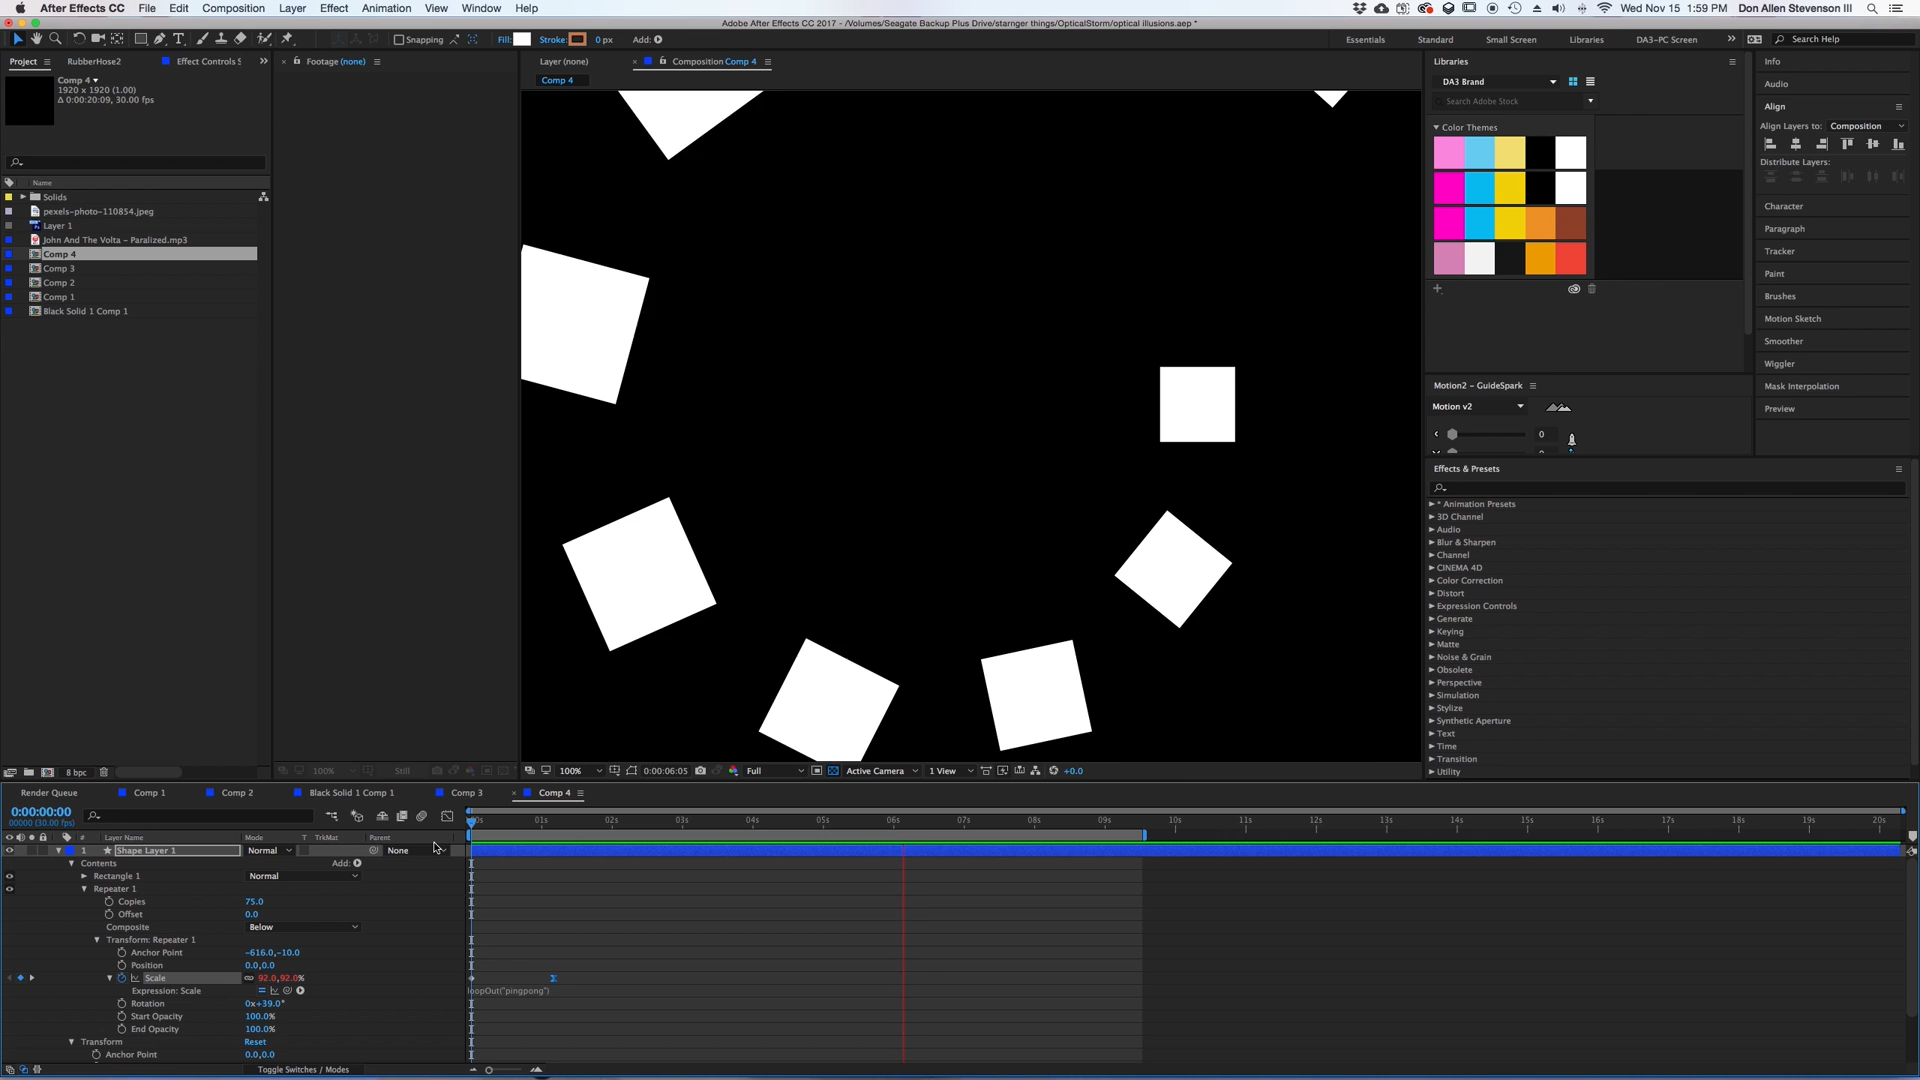 After Effects CC File Edit Composition Layer Effect Animation View Window Help Wed Nov 15 1:59 PM Don Allen Stevenson III
Adobe After Effects CC 2017 - /Volumes/Seagate Backup Plus Drive/starnger things/OpticalStorm/optical illusions.aep *
Snapping Fill: Stroke: 0 px Add: Essentials Standard Small Screen Libraries DA3-PC Screen Search Help
Project RubberHose2 Effect Controls S Footage (none) Layer (none) Composition Comp 4 Libraries Info
Comp 4
Comp 4
1920 x 1920 (1.00)
Δ 0:00:20:09, 30.00 fps
DA3 Brand
Search Adobe Stock
Color Themes
Audio
Align
Align Layers to: Composition
Distribute Layers:
Character
Paragraph
Tracker
Paint
Brushes
Motion Sketch
Smoother
Wiggler
Mask Interpolation
Preview
Name
Solids
pexels-photo-110854.jpeg
Layer 1
John And The Volta - Paralized.mp3
Comp 4
Comp 3
Comp 2
Comp 1
Black Solid 1 Comp 1
Motion2 - GuideSpark
Motion v2
0
Effects & Presets
* Animation Presets
3D Channel
Audio
Blur & Sharpen
Channel
CINEMA 4D
Color Correction
Distort
Expression Controls
Generate
Keying
Matte
Noise & Grain
Obsolete
Perspective
Simulation
Stylize
Synthetic Aperture
Text
Time
Transition
Utility
8 bpc 100% Still 100% 0:00:06:05 Full Active Camera 1 View +0.0
Render Queue Comp 1 Comp 2 Black Solid 1 Comp 1 Comp 3 Comp 4
0:00:00:00
00000 (30.00 fps)
01s 02s 03s 04s 05s 06s 07s 08s 09s 10s 11s 12s 13s 14s 15s 16s 17s 18s 19s 20s
# Layer Name Mode T TrkMat Parent
1 Shape Layer 1 Normal None
Contents Add:
Rectangle 1 Normal
Repeater 1
Copies 75.0
Offset 0.0
Composite Below
Transform: Repeater 1
Anchor Point -616.0,-10.0
Position 0.0,0.0
Scale 92.0,92.0%
Expression: Scale loopOut("pingpong")
Rotation 0x+39.0°
Start Opacity 100.0%
End Opacity 100.0%
Transform Reset
Anchor Point 0.0,0.0
Toggle Switches / Modes